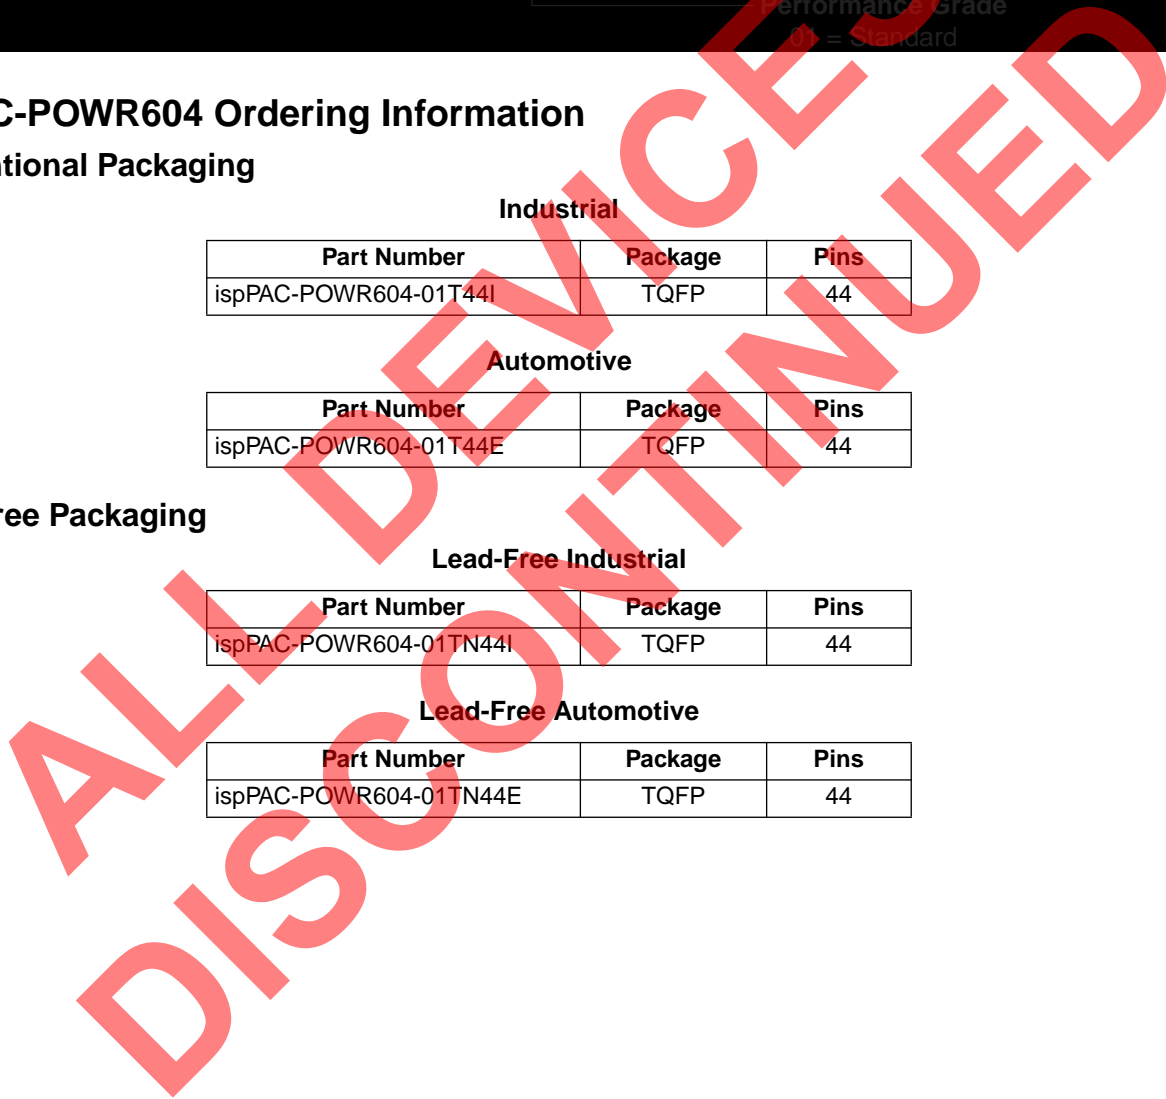 Performance Grade
01 = Standard
C-POWR604 Ordering Information
tional Packaging
Industrial
Part Number Package Pins
ispPAC-POWR604-01T44I TQFP 44
Automotive
Part Number Package Pins
ispPAC-POWR604-01T44E TQFP 44
ree Packaging
Lead-Free Industrial
Part Number Package Pins
ispPAC-POWR604-01TN44I TQFP 44
Lead-Free Automotive
Part Number Package Pins
ispPAC-POWR604-01TN44E TQFP 44
ALL DEVICES
DISCONTINUED